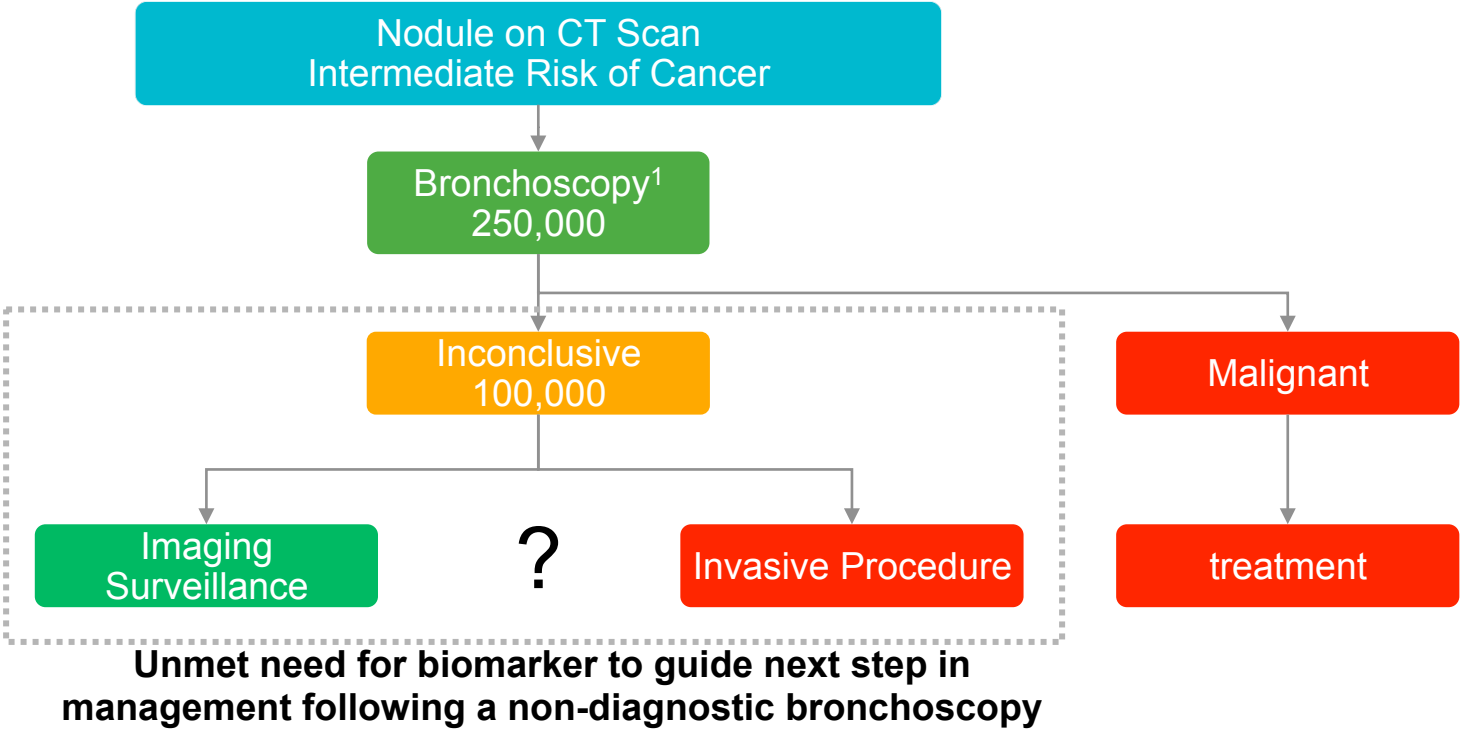 Nodule on CT Scan
Intermediate Risk of Cancer
Bronchoscopy¹
250,000
Inconclusive
100,000
Malignant
Imaging
Surveillance
?
Invasive Procedure
treatment
Unmet need for biomarker to guide next step in
management following a non-diagnostic bronchoscopy